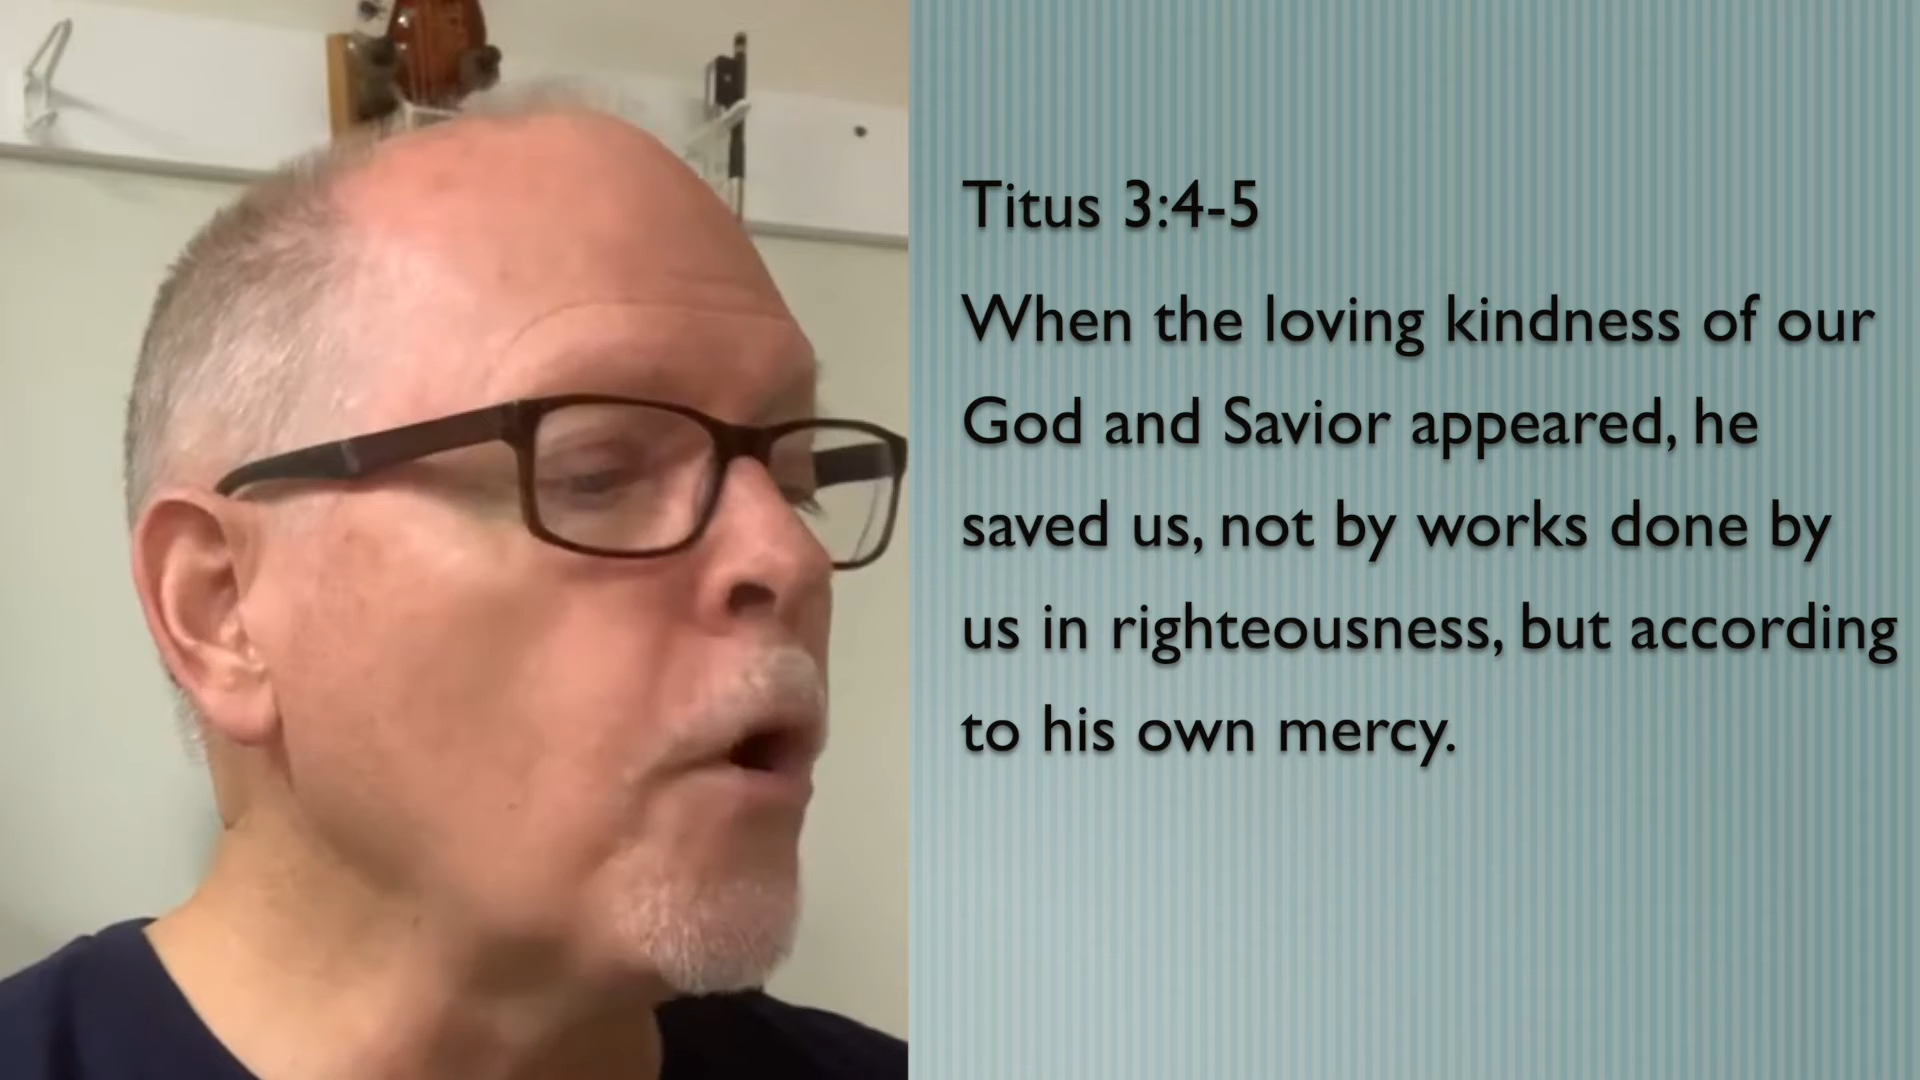 Titus 3:4-5
When the loving kindness of our
God and Savior appeared, he
saved us, not by works done by
us in righteousness, but according
to his own mercy.